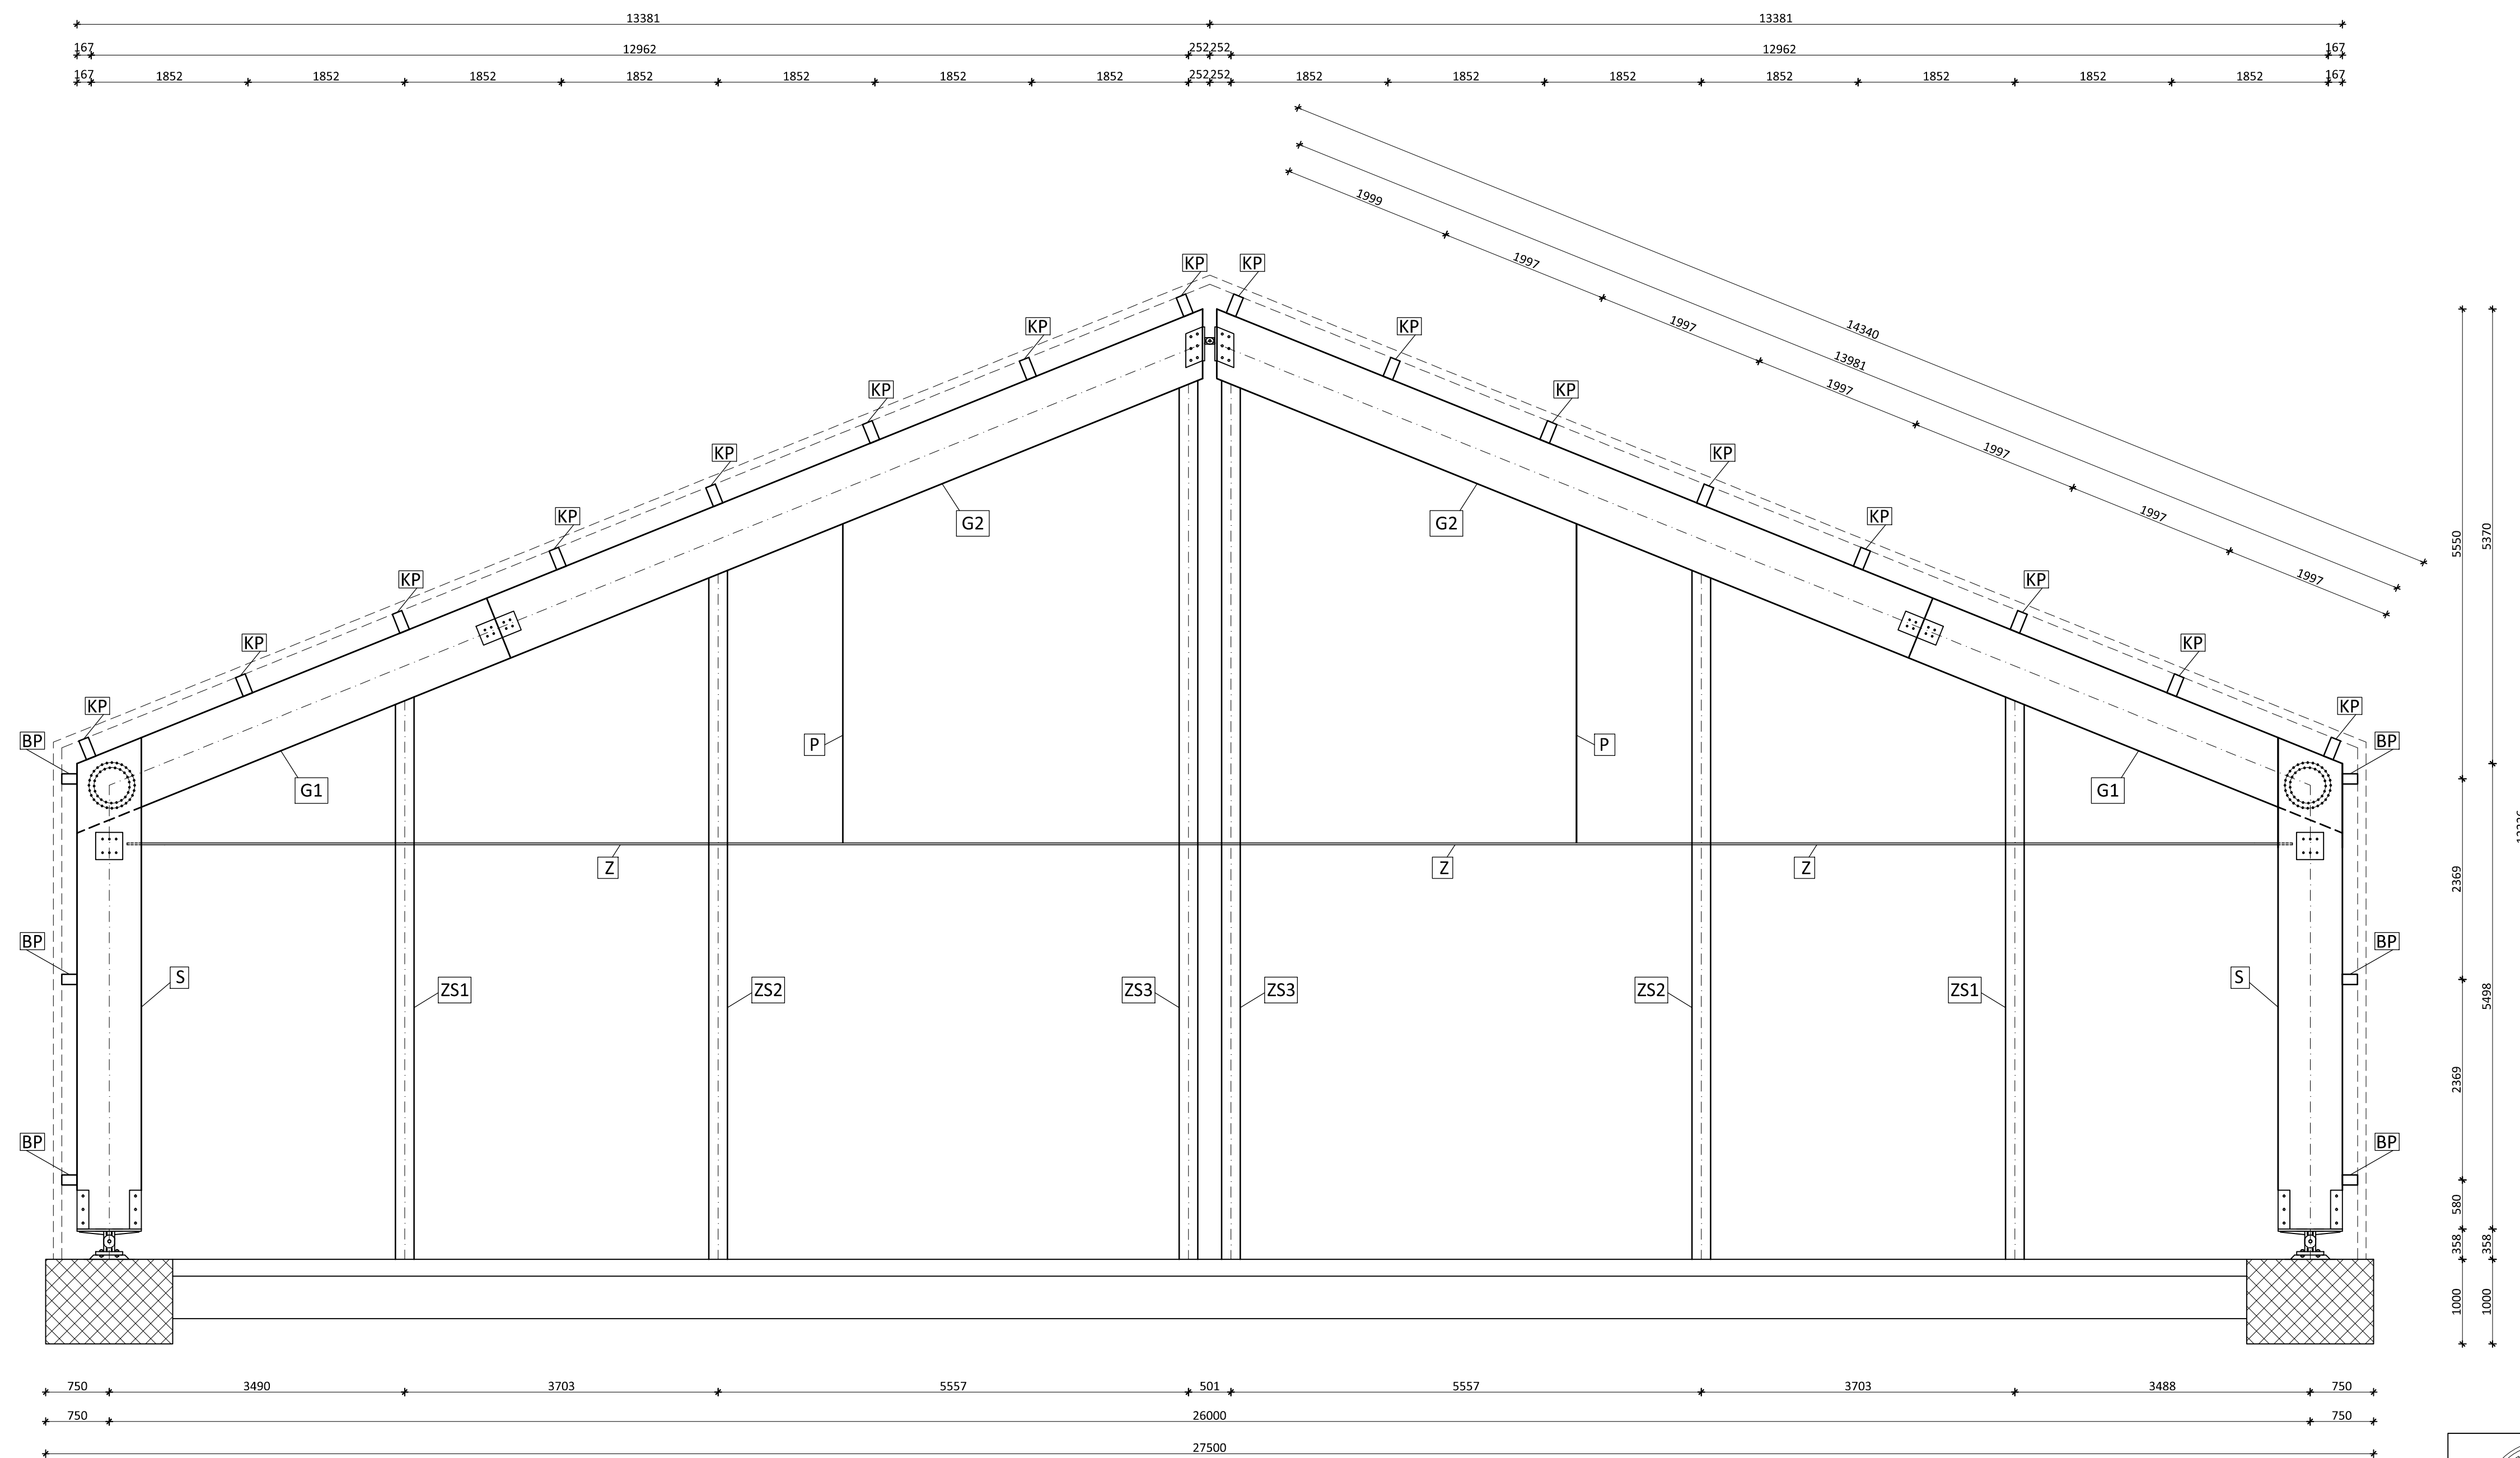 13381 13381
167 12962 252 252 12962 167
167 1852 1852 1852 1852 1852 1852 1852 252 252 1852 1852 1852 1852 1852 1852 1852 167
1999 1997 1997 1997 1997 1997 1997
14340
13981
KP KP
KP KP
KP KP
KP KP
KP KP
KP KP
KP KP
KP KP
G2 G2
BP BP
P P
G1 G1
Z Z Z
BP BP
S S
ZS1 ZS2 ZS3 ZS3 ZS2 ZS1
BP BP
5550 2369 2369 580 358 1000
5370 5498 358 1000
750 3490 3703 5557 501 5557 3703 3488 750
750 26000 750
27500